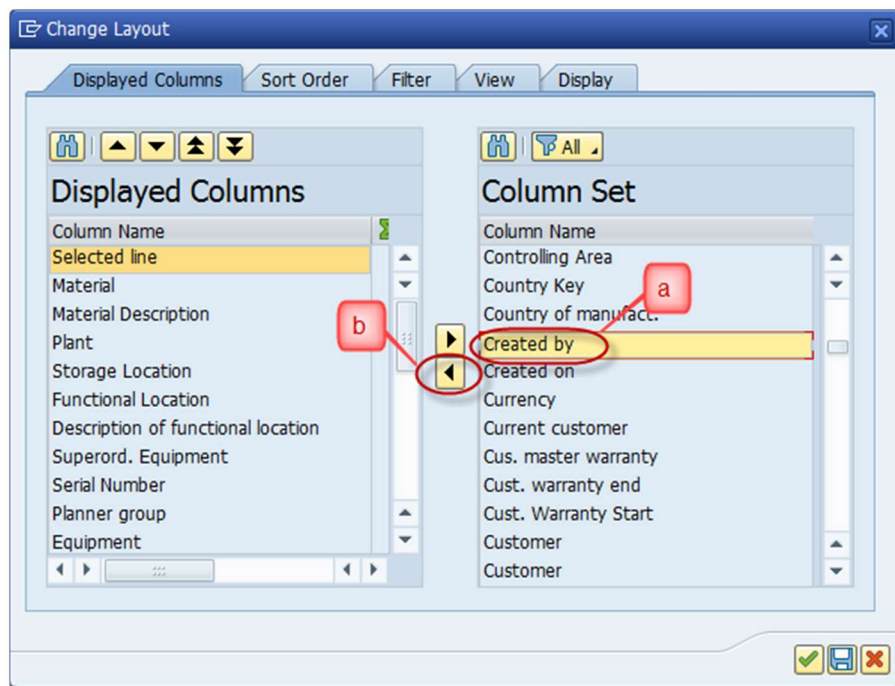 Change Layout
Displayed Columns Sort Order Filter View Display
All
Displayed Columns
Column Name
Selected line
Material
Material Description
Plant
Storage Location
Functional Location
Description of functional location
Superord. Equipment
Serial Number
Planner group
Equipment
b
Column Set
Column Name
Controlling Area
Country Key
Country of manufact.
a
Created by
Created on
Currency
Current customer
Cus. master warranty
Cust. warranty end
Cust. Warranty Start
Customer
Customer